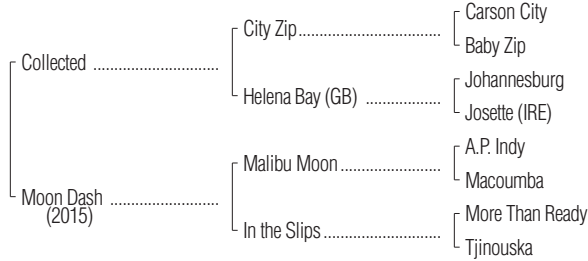 Carson City
City Zip
Baby Zip
Collected
Johannesburg
Helena Bay (GB)
Josette (IRE)
A.P. Indy
Malibu Moon
Macoumba
Moon Dash
(2015)
More Than Ready
In the Slips
Tjinouska